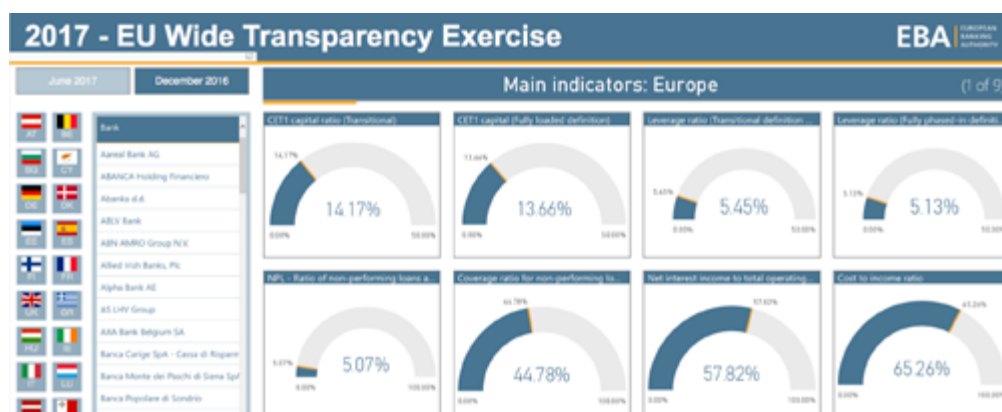 2017 - EU Wide Transparency Exercise
EBA EUROPEAN BANKING AUTHORITY
June 2017
December 2016
Main indicators: Europe
(1 of 9
AT
BE
BG
CY
DE
DK
EE
ES
FI
FR
UK
GR
HU
IE
IT
LU
Bank
Aareal Bank AG
ABANCA Holding Financiero
Abanka d.d.
ABLV Bank
ABN AMRO Group N.V.
Allied Irish Banks, Plc
Alpha Bank AE
AS LHV Group
AXA Bank Belgium SA
Banca Carige SpA - Cassa di Risparm
Banca Monte dei Paschi di Siena SpA
Banca Popolare di Sondrio
CET1 capital ratio (Transitional)
14.17%
14.17%
0.00%
50.00%
CET1 capital (Fully loaded definition)
13.66%
13.66%
0.00%
50.00%
Leverage ratio (Transitional definition ...
5.45%
0.00%
50.00%
Leverage ratio (Fully phased-in definiti...
5.13%
5.13%
0.00%
50.00%
NPL - Ratio of non-performing loans a...
5.07%
5.07%
0.00%
100.00%
Coverage ratio for non-performing lo...
44.78%
44.78%
0.00%
100.00%
Net interest income to total operating...
57.82%
57.82%
0.00%
100.00%
Cost to income ratio
65.26%
65.26%
0.00%
100.00%